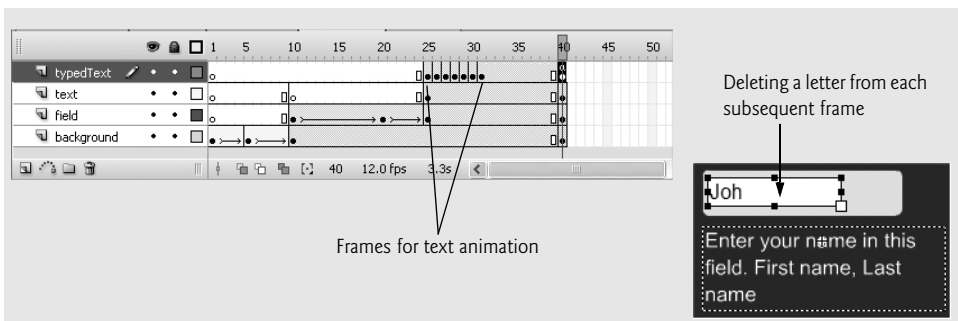 1 5 10 15 20 25 30 35 40 45 50
typedText
text
field
background
40 12.0 fps 3.3s
Frames for text animation
Deleting a letter from each
subsequent frame
Joh
Enter your name in this
field. First name, Last
name